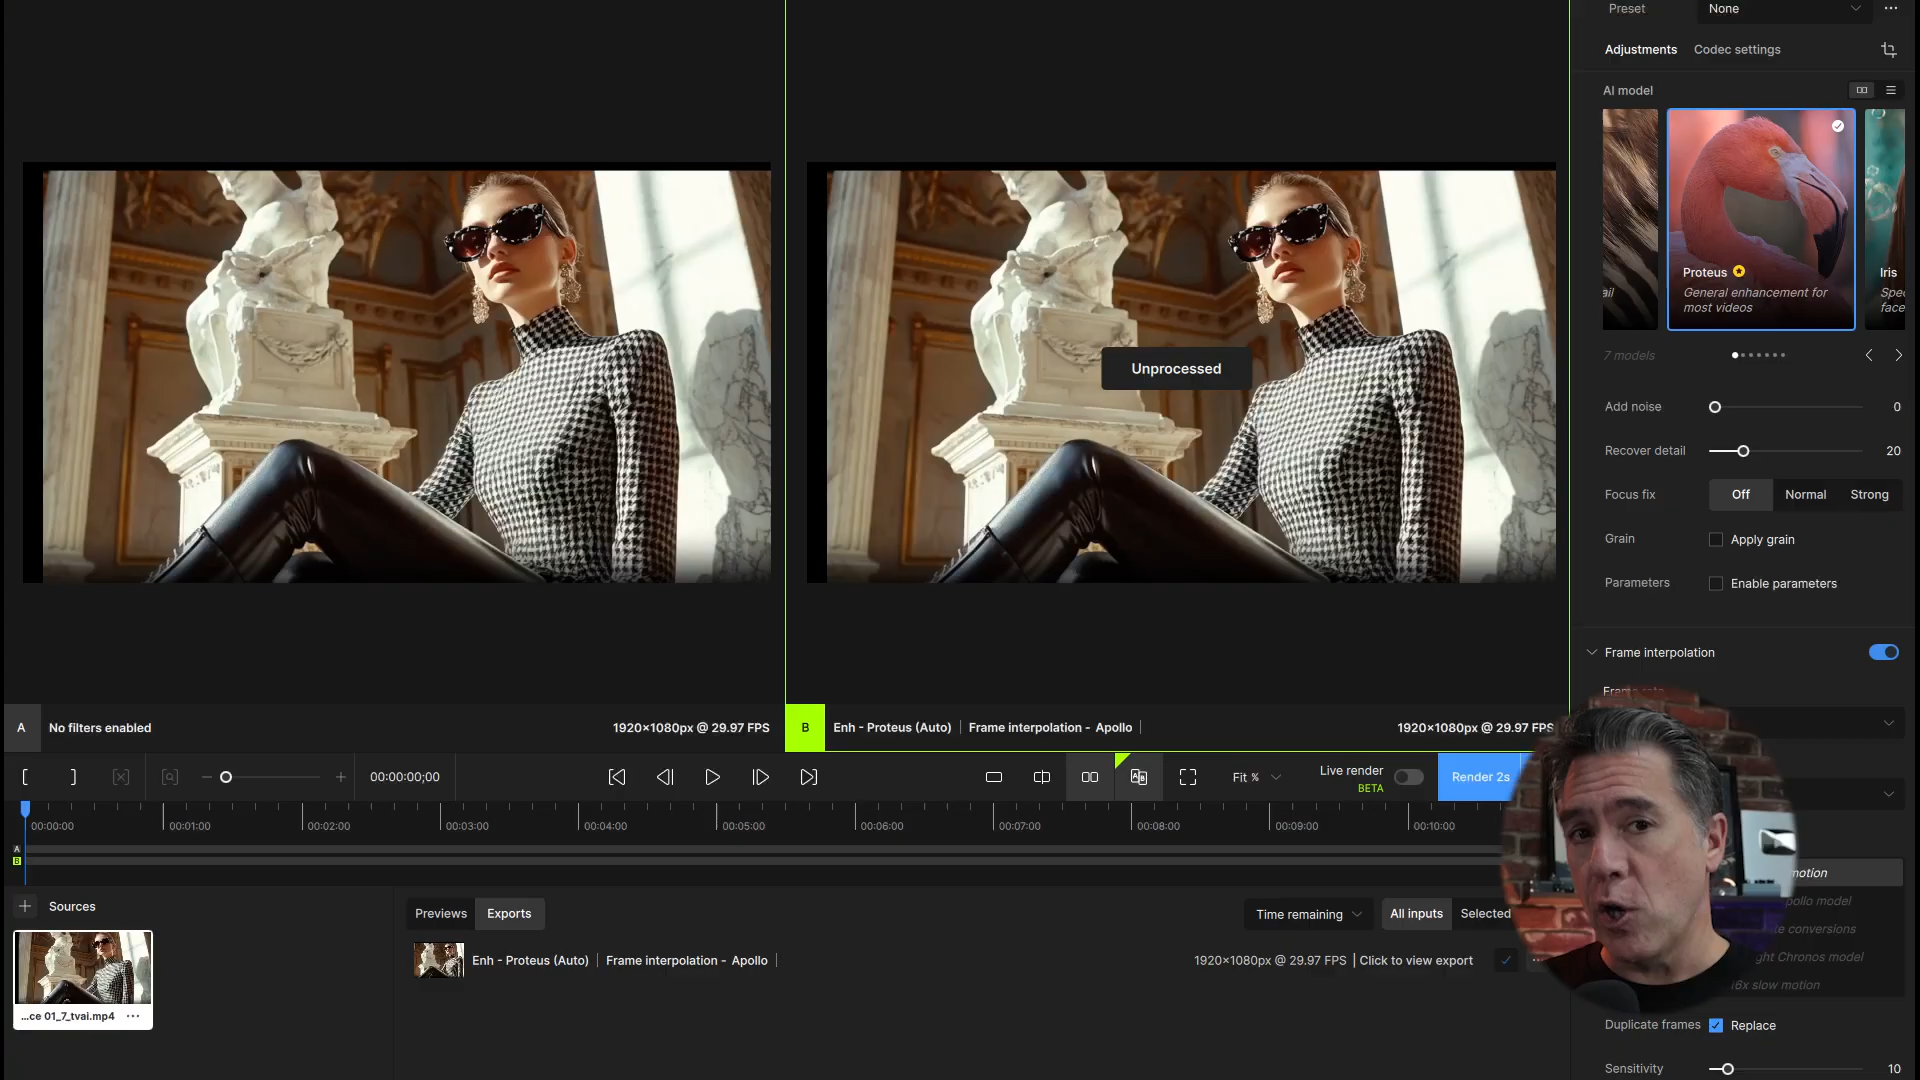 Preset
None
Adjustments
Codec settings
AI model
Proteus
General enhancement for
most videos
Iris
7 models
Add noise
0
Recover detail
20
Focus fix
Off
Normal
Strong
Grain
Apply grain
Parameters
Enable parameters
Frame interpolation
Unprocessed
A
No filters enabled
1920×1080px @ 29.97 FPS
B
Enh - Proteus (Auto)
Frame interpolation - Apollo
1920×1080px @ 29.97 FPS
00:00:00;00
Fit %
Live render
BETA
Render 2s
00:00:00
00:01:00
00:02:00
00:03:00
00:04:00
00:05:00
00:06:00
00:07:00
00:08:00
00:09:00
00:10:00
A
B
Sources
...ce 01_7_tvai.mp4
Previews
Exports
Time remaining
All inputs
Selected
Enh - Proteus (Auto)
Frame interpolation - Apollo
1920×1080px @ 29.97 FPS | Click to view export
conversions
Chronos model
slow motion
Duplicate frames
Replace
Sensitivity
10